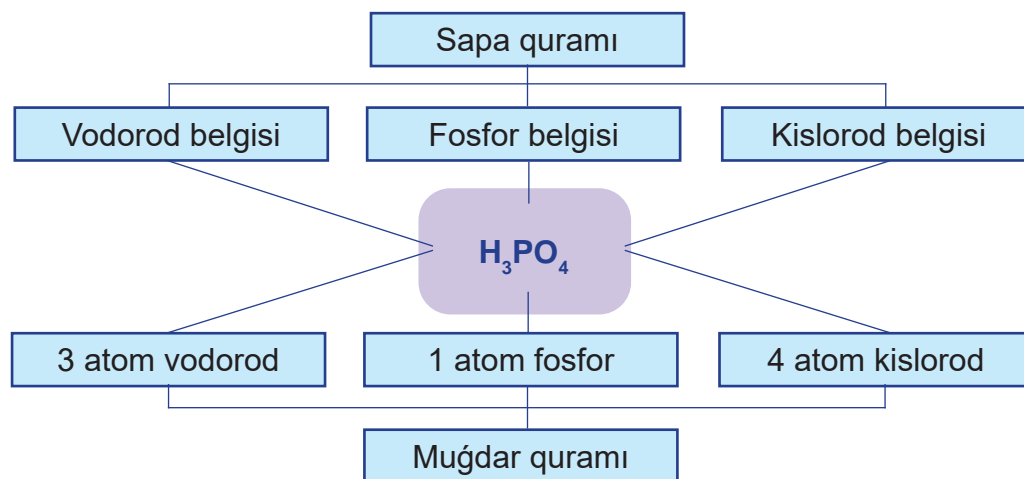 Sapa quramı
Vodorod belgisi
Fosfor belgisi
Kislorod belgisi
H₃PO₄
3 atom vodorod
1 atom fosfor
4 atom kislorod
Muǵdar quramı